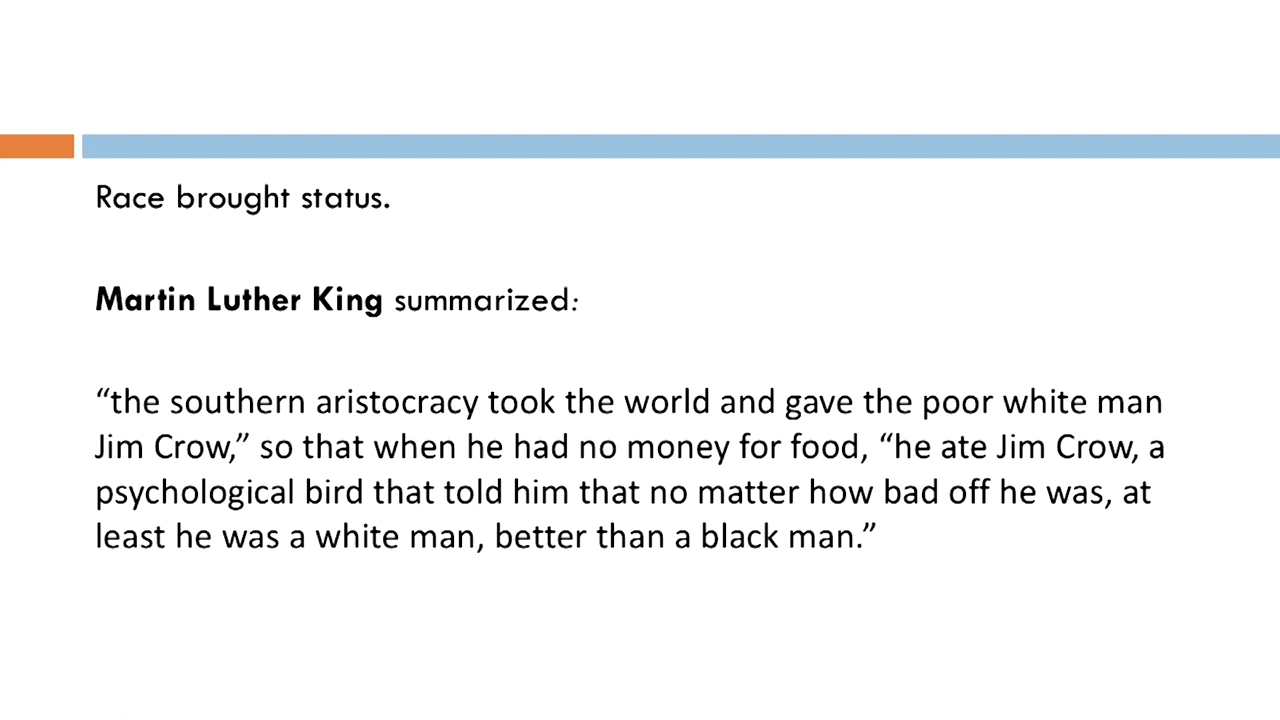 Race brought status.
Martin Luther King summarized:
“the southern aristocracy took the world and gave the poor white man
Jim Crow,” so that when he had no money for food, “he ate Jim Crow, a
psychological bird that told him that no matter how bad off he was, at
least he was a white man, better than a black man.”